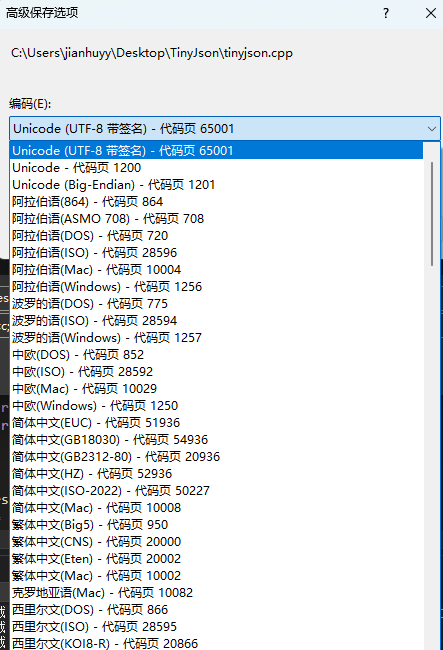 高级保存选项
C:\Users\jianhuyy\Desktop\TinyJson\tinyjson.cpp
编码(E):
Unicode (UTF-8 带签名) - 代码页 65001
Unicode (UTF-8 带签名) - 代码页 65001
Unicode - 代码页 1200
Unicode (Big-Endian) - 代码页 1201
阿拉伯语(864) - 代码页 864
阿拉伯语(ASMO 708) - 代码页 708
阿拉伯语(DOS) - 代码页 720
阿拉伯语(ISO) - 代码页 28596
阿拉伯语(Mac) - 代码页 10004
阿拉伯语(Windows) - 代码页 1256
波罗的语(DOS) - 代码页 775
波罗的语(ISO) - 代码页 28594
波罗的语(Windows) - 代码页 1257
中欧(DOS) - 代码页 852
中欧(ISO) - 代码页 28592
中欧(Mac) - 代码页 10029
中欧(Windows) - 代码页 1250
简体中文(EUC) - 代码页 51936
简体中文(GB18030) - 代码页 54936
简体中文(GB2312-80) - 代码页 20936
简体中文(HZ) - 代码页 52936
简体中文(ISO-2022) - 代码页 50227
简体中文(Mac) - 代码页 10008
繁体中文(Big5) - 代码页 950
繁体中文(CNS) - 代码页 20000
繁体中文(Eten) - 代码页 20002
繁体中文(Mac) - 代码页 10002
克罗地亚语(Mac) - 代码页 10082
西里尔文(DOS) - 代码页 866
西里尔文(ISO) - 代码页 28595
西里尔文(KOI8-R) - 代码页 20866